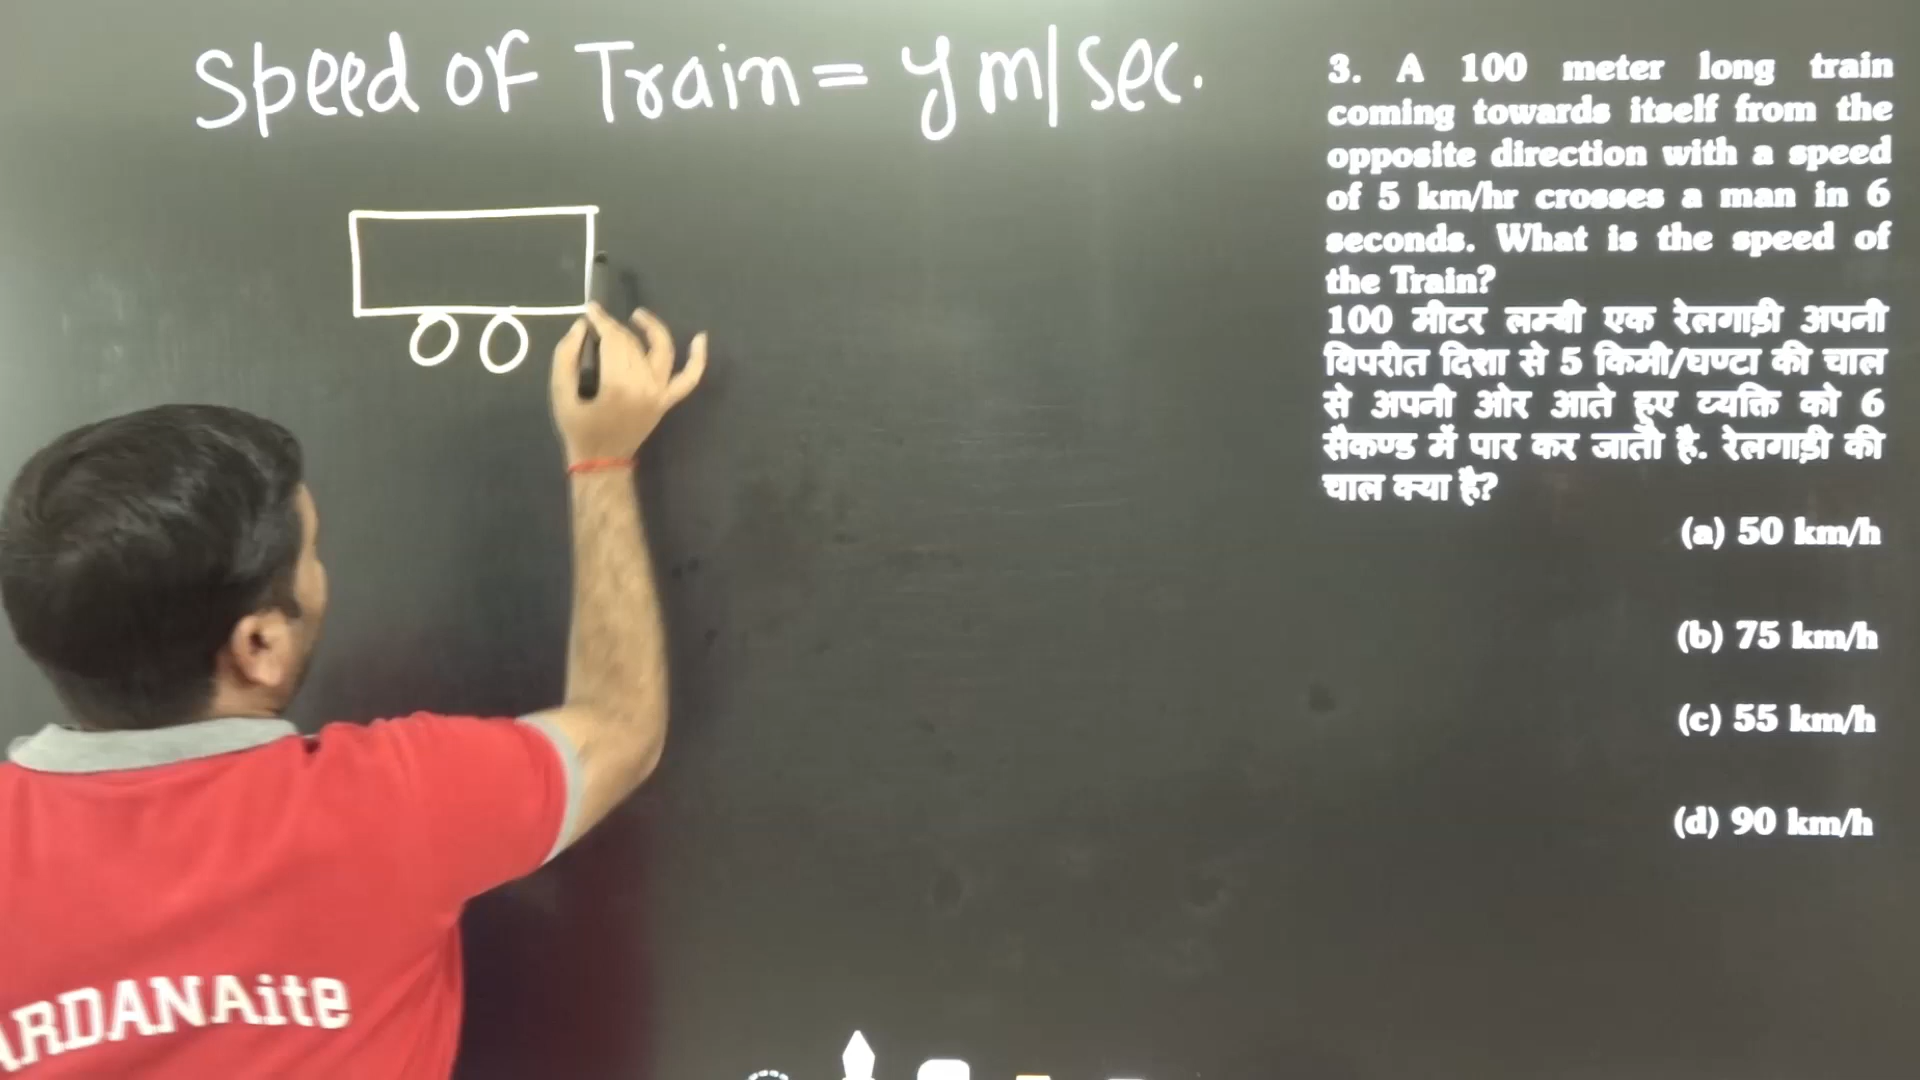 Speed of Train = y m/sec.
3. A 100 meter long train
coming towards itself from the
opposite direction with a speed
of 5 km/hr crosses a man in 6
seconds. What is the speed of
the Train?
100 मीटर लम्बी एक रेलगाड़ी अपनी
विपरीत दिशा से 5 किमी/घण्टा की चाल
से अपनी ओर आते हुए व्यक्ति को 6
सैकण्ड में पार कर जाती है. रेलगाड़ी की
चाल क्या है?
(a) 50 km/h
(b) 75 km/h
(c) 55 km/h
(d) 90 km/h
ARDANAite